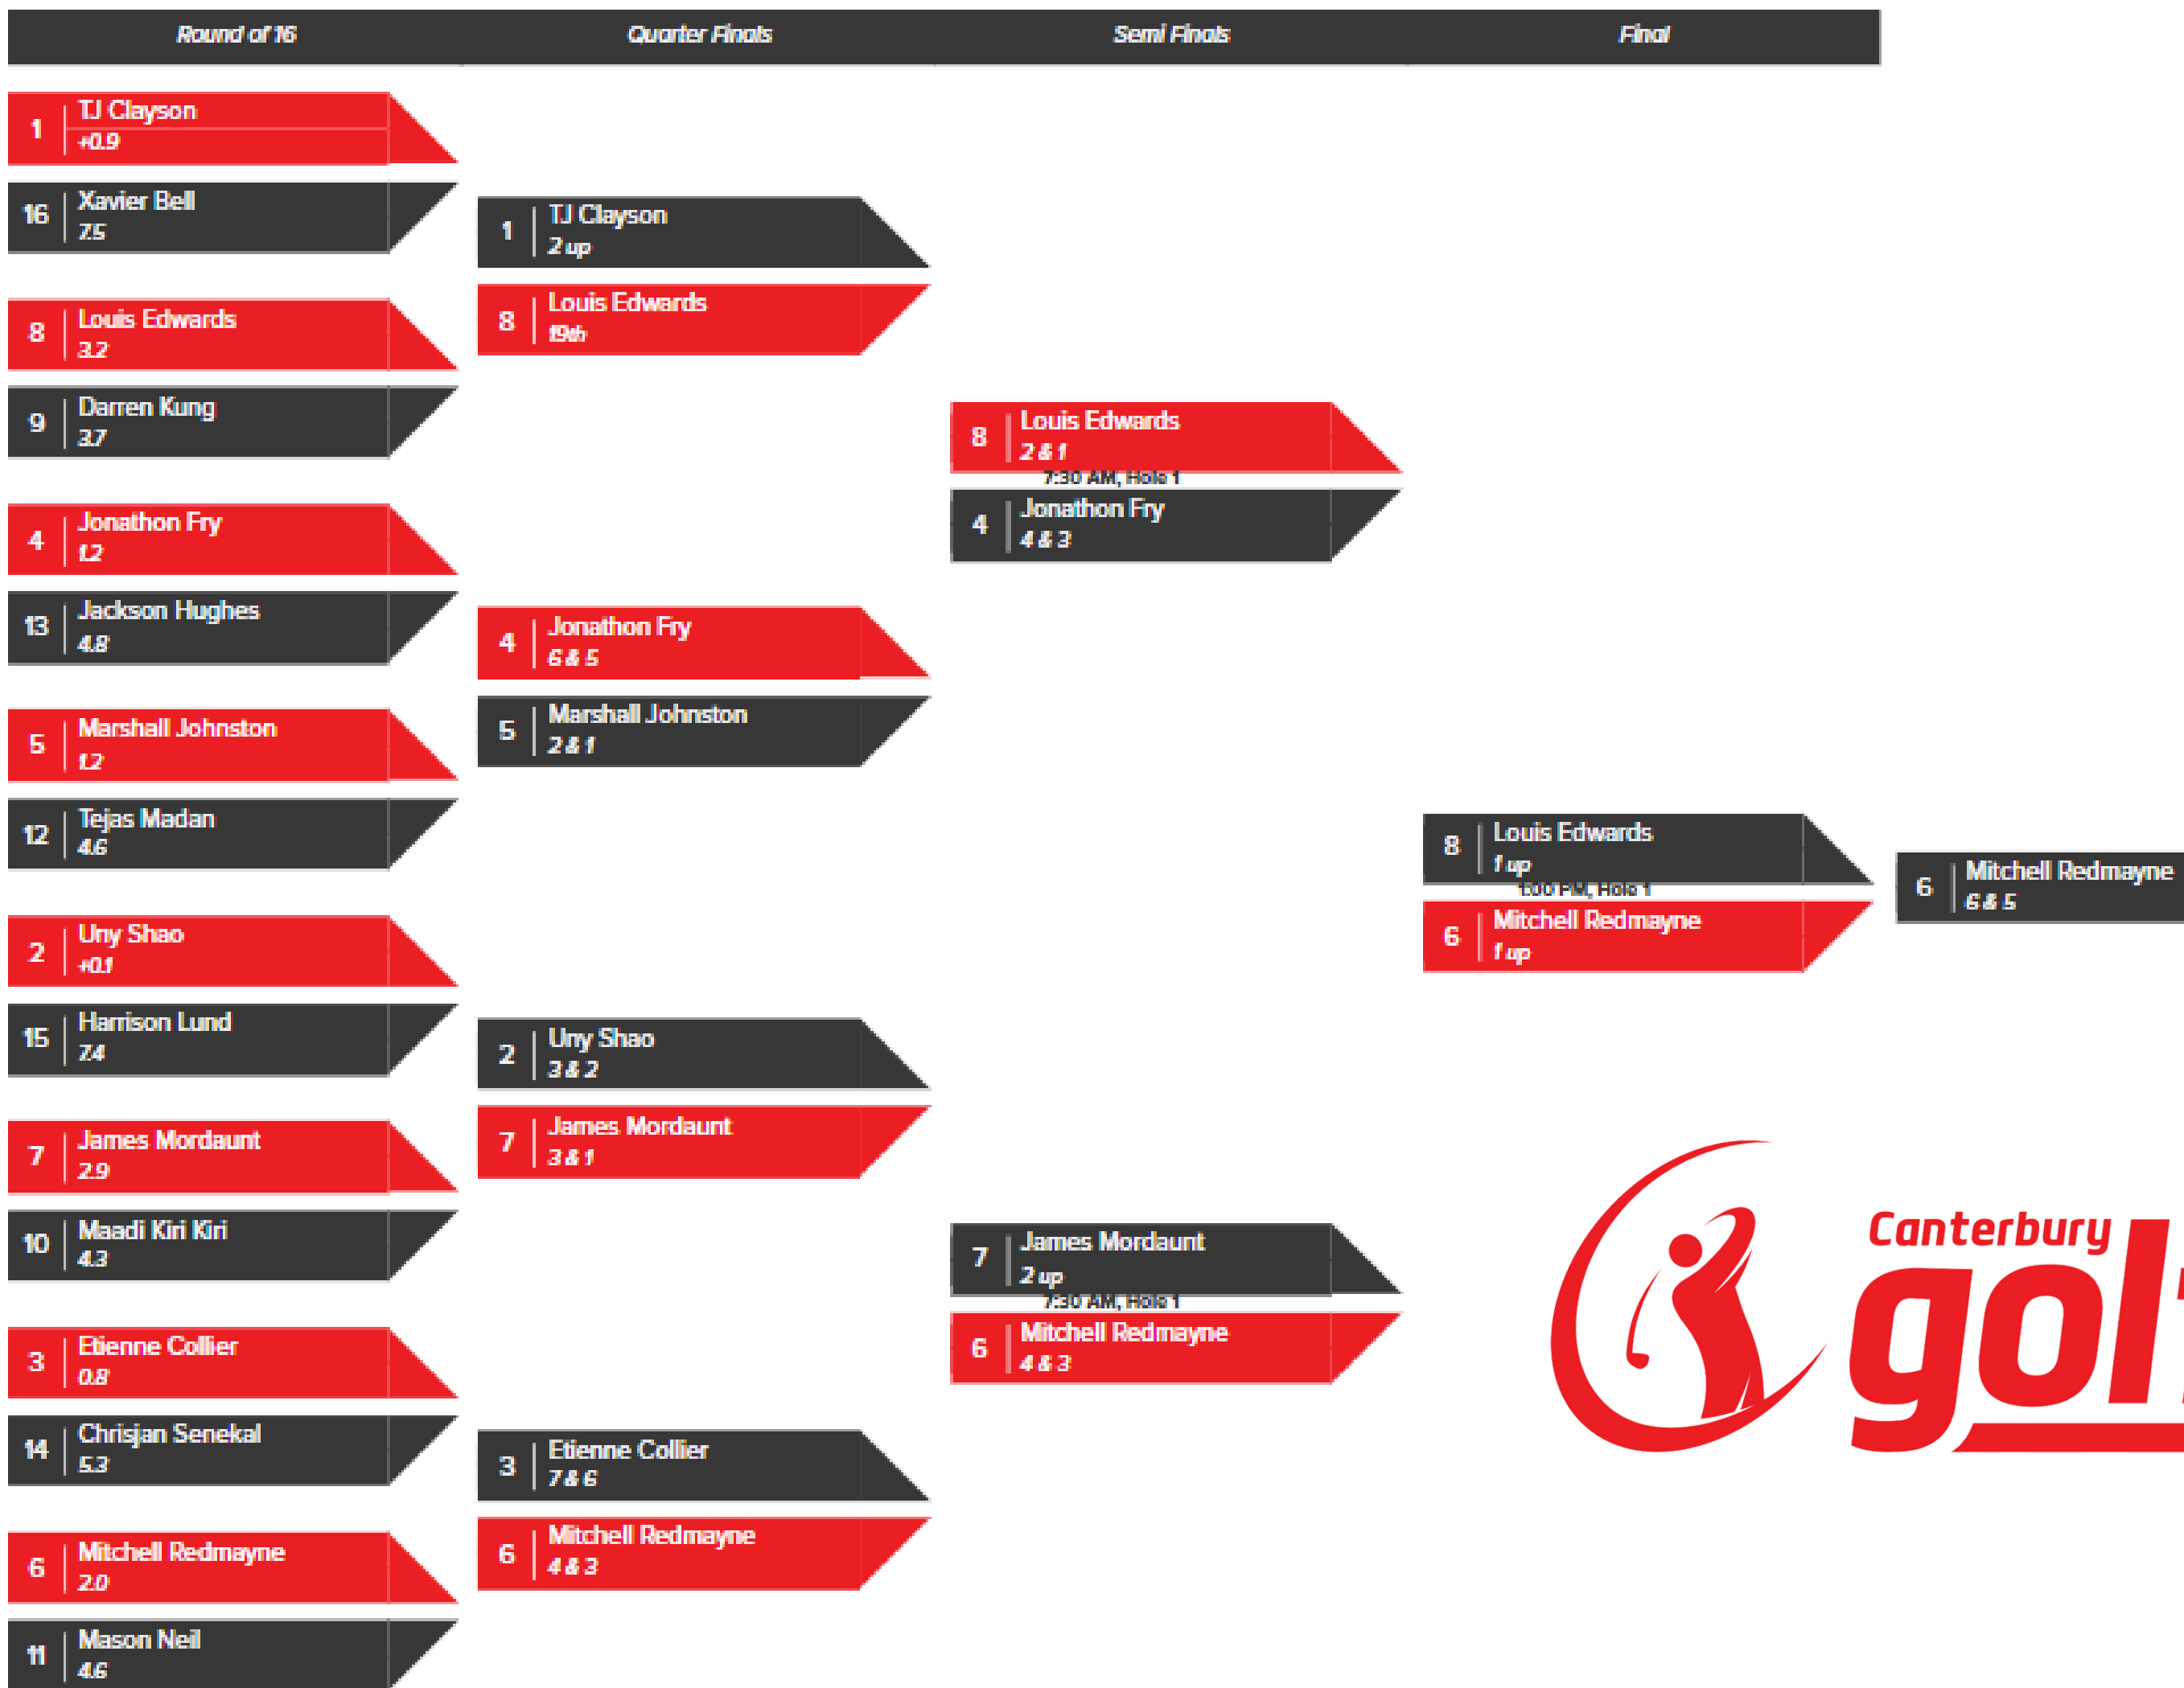 Round of 16
Quarter Finals
Semi Finals
Final
1
TJ Clayson
+0.9
16
Xavier Bell
7.5
8
Louis Edwards
3.2
9
Darren Kung
3.7
4
Jonathon Fry
1.2
13
Jackson Hughes
4.8
5
Marshall Johnston
1.2
12
Tejas Madan
4.6
2
Uny Shao
+0.1
15
Harrison Lund
7.4
7
James Mordaunt
2.9
10
Maadi Kiri Kiri
4.3
3
Etienne Collier
0.8
14
Chrisjan Senekal
5.3
6
Mitchell Redmayne
2.0
11
Mason Neil
4.6
1
TJ Clayson
2 up
8
Louis Edwards
19th
4
Jonathon Fry
6 & 5
5
Marshall Johnston
2 & 1
2
Uny Shao
3 & 2
7
James Mordaunt
3 & 1
3
Etienne Collier
7 & 6
6
Mitchell Redmayne
4 & 3
8
Louis Edwards
2 & 1
7:30 AM, Hole 1
4
Jonathon Fry
4 & 3
7
James Mordaunt
2 up
7:30 AM, Hole 1
6
Mitchell Redmayne
4 & 3
8
Louis Edwards
1 up
1:00 PM, Hole 1
6
Mitchell Redmayne
1 up
6
Mitchell Redmayne
6 & 5
Canterbury
golf